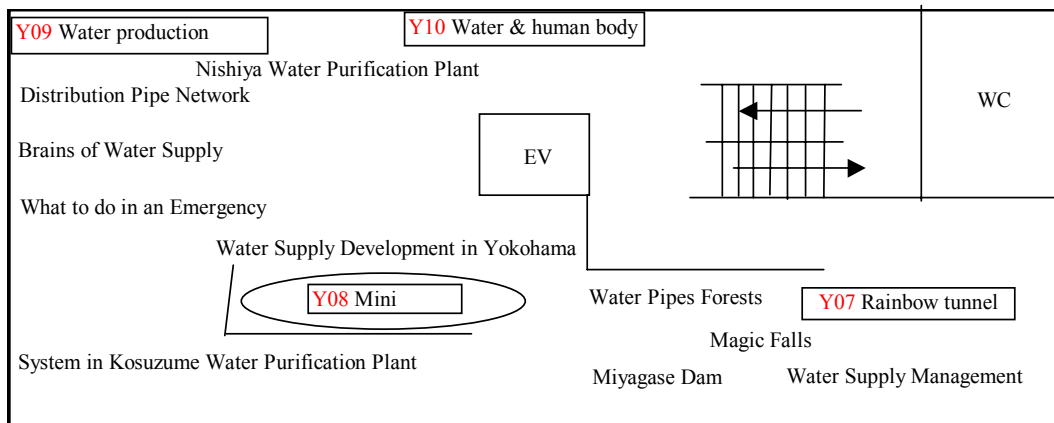 Y09 Water production
Y10 Water & human body
Nishiya Water Purification Plant
Distribution Pipe Network
WC
Brains of Water Supply
EV
What to do in an Emergency
Water Supply Development in Yokohama
Y08 Mini
Water Pipes Forests
Y07 Rainbow tunnel
Magic Falls
System in Kosuzume Water Purification Plant
Miyagase Dam
Water Supply Management